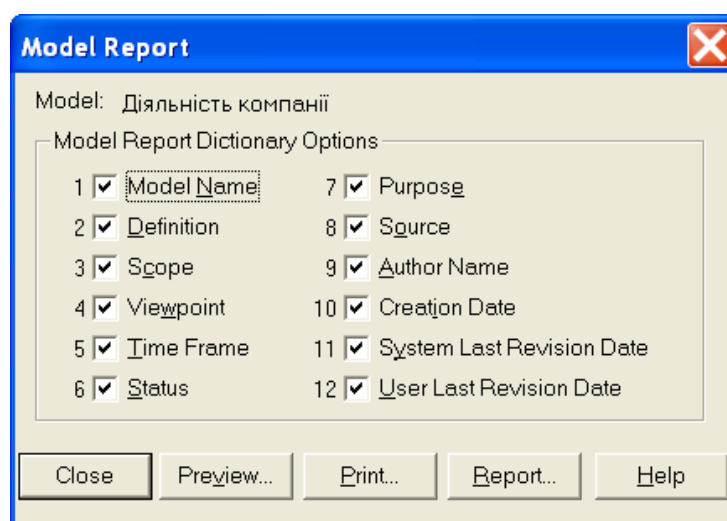 Model Report
Model: Діяльність компанії
Model Report Dictionary Options
1 Model Name
2 Definition
3 Scope
4 Viewpoint
5 Time Frame
6 Status
7 Purpose
8 Source
9 Author Name
10 Creation Date
11 System Last Revision Date
12 User Last Revision Date
Close Preview... Print... Report... Help